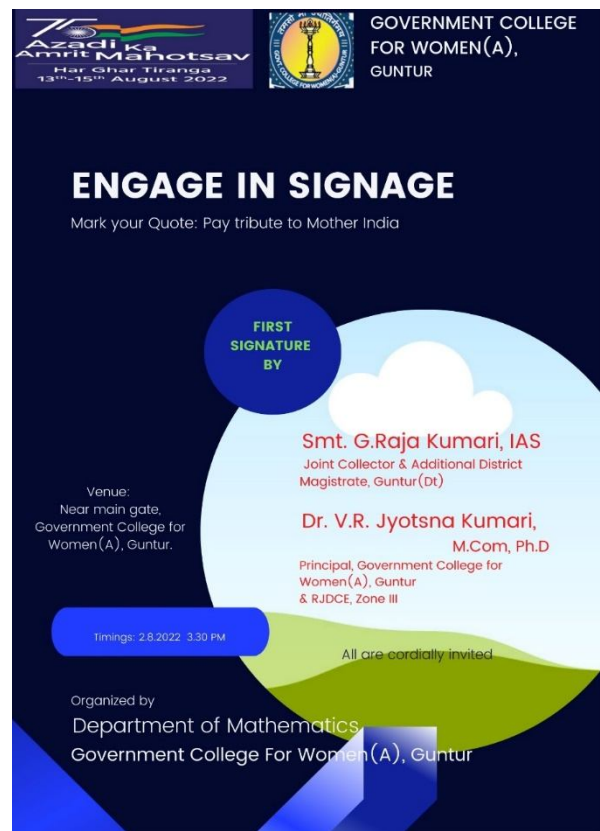 75
Azadi Ka
Amrit Mahotsav
Har Ghar Tiranga
13th-15th August 2022
GOVERNMENT COLLEGE
FOR WOMEN(A),
GUNTUR
ENGAGE IN SIGNAGE
Mark your Quote: Pay tribute to Mother India
FIRST
SIGNATURE
BY
Smt. G.Raja Kumari, IAS
Joint Collector & Additional District
Magistrate, Guntur(Dt)
Dr. V.R. Jyotsna Kumari,
M.Com, Ph.D
Principal, Government College for
Women(A), Guntur
& RJDCE, Zone III
Venue:
Near main gate,
Government College for
Women(A), Guntur.
Timings: 2.8.2022 3.30 PM
All are cordially invited
Organized by
Department of Mathematics
Government College For Women(A), Guntur